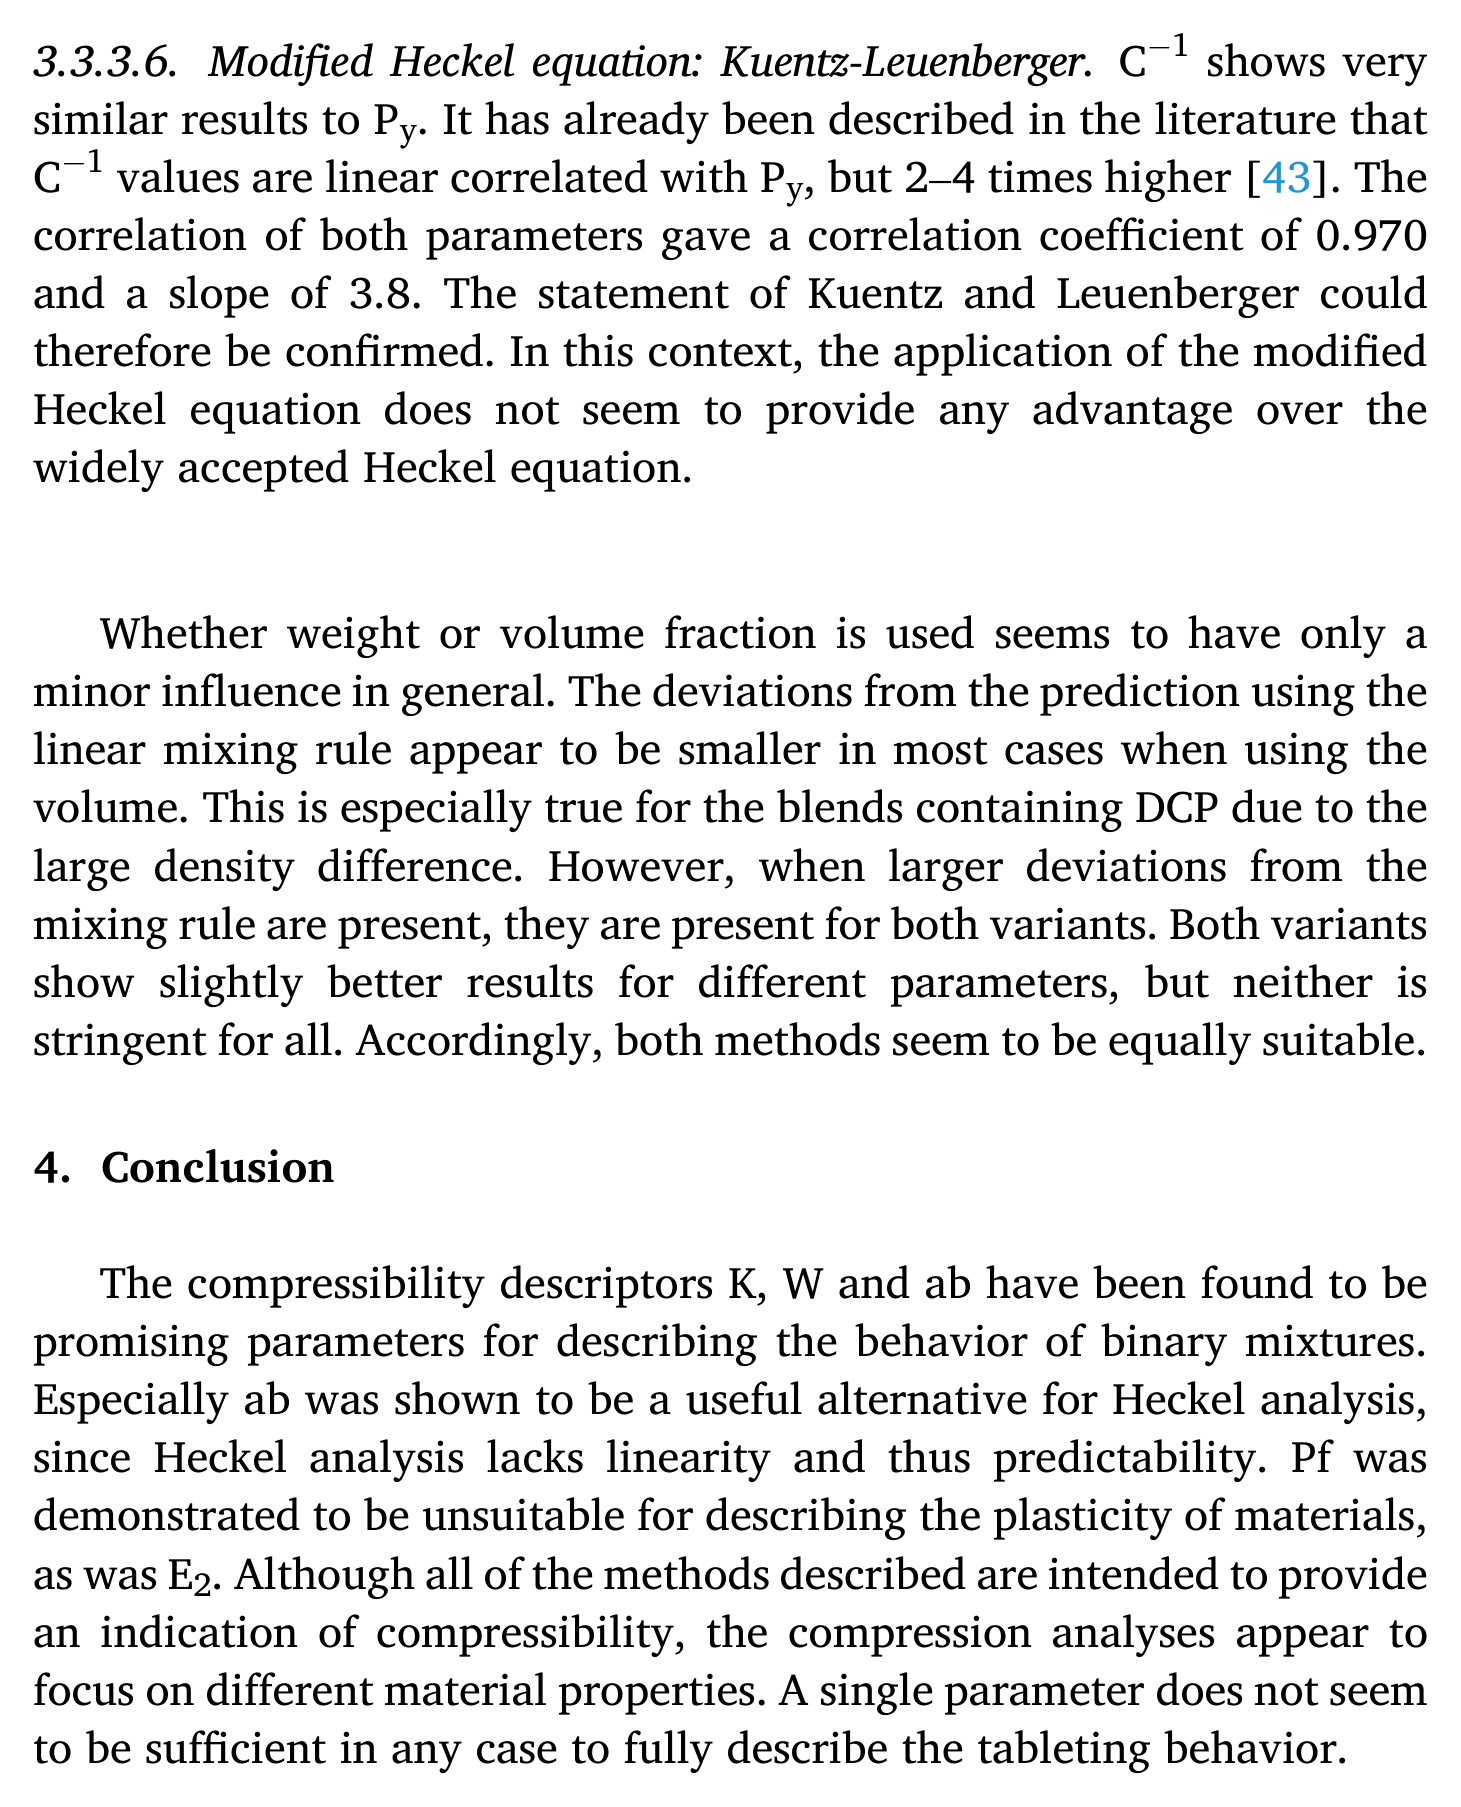 3.3.3.6. Modified Heckel equation: Kuentz-Leuenberger. C⁻¹ shows very
similar results to Py. It has already been described in the literature that
C⁻¹ values are linear correlated with Py, but 2–4 times higher [43]. The
correlation of both parameters gave a correlation coefficient of 0.970
and a slope of 3.8. The statement of Kuentz and Leuenberger could
therefore be confirmed. In this context, the application of the modified
Heckel equation does not seem to provide any advantage over the
widely accepted Heckel equation.
Whether weight or volume fraction is used seems to have only a
minor influence in general. The deviations from the prediction using the
linear mixing rule appear to be smaller in most cases when using the
volume. This is especially true for the blends containing DCP due to the
large density difference. However, when larger deviations from the
mixing rule are present, they are present for both variants. Both variants
show slightly better results for different parameters, but neither is
stringent for all. Accordingly, both methods seem to be equally suitable.
4. Conclusion
The compressibility descriptors K, W and ab have been found to be
promising parameters for describing the behavior of binary mixtures.
Especially ab was shown to be a useful alternative for Heckel analysis,
since Heckel analysis lacks linearity and thus predictability. Pf was
demonstrated to be unsuitable for describing the plasticity of materials,
as was E₂. Although all of the methods described are intended to provide
an indication of compressibility, the compression analyses appear to
focus on different material properties. A single parameter does not seem
to be sufficient in any case to fully describe the tableting behavior.